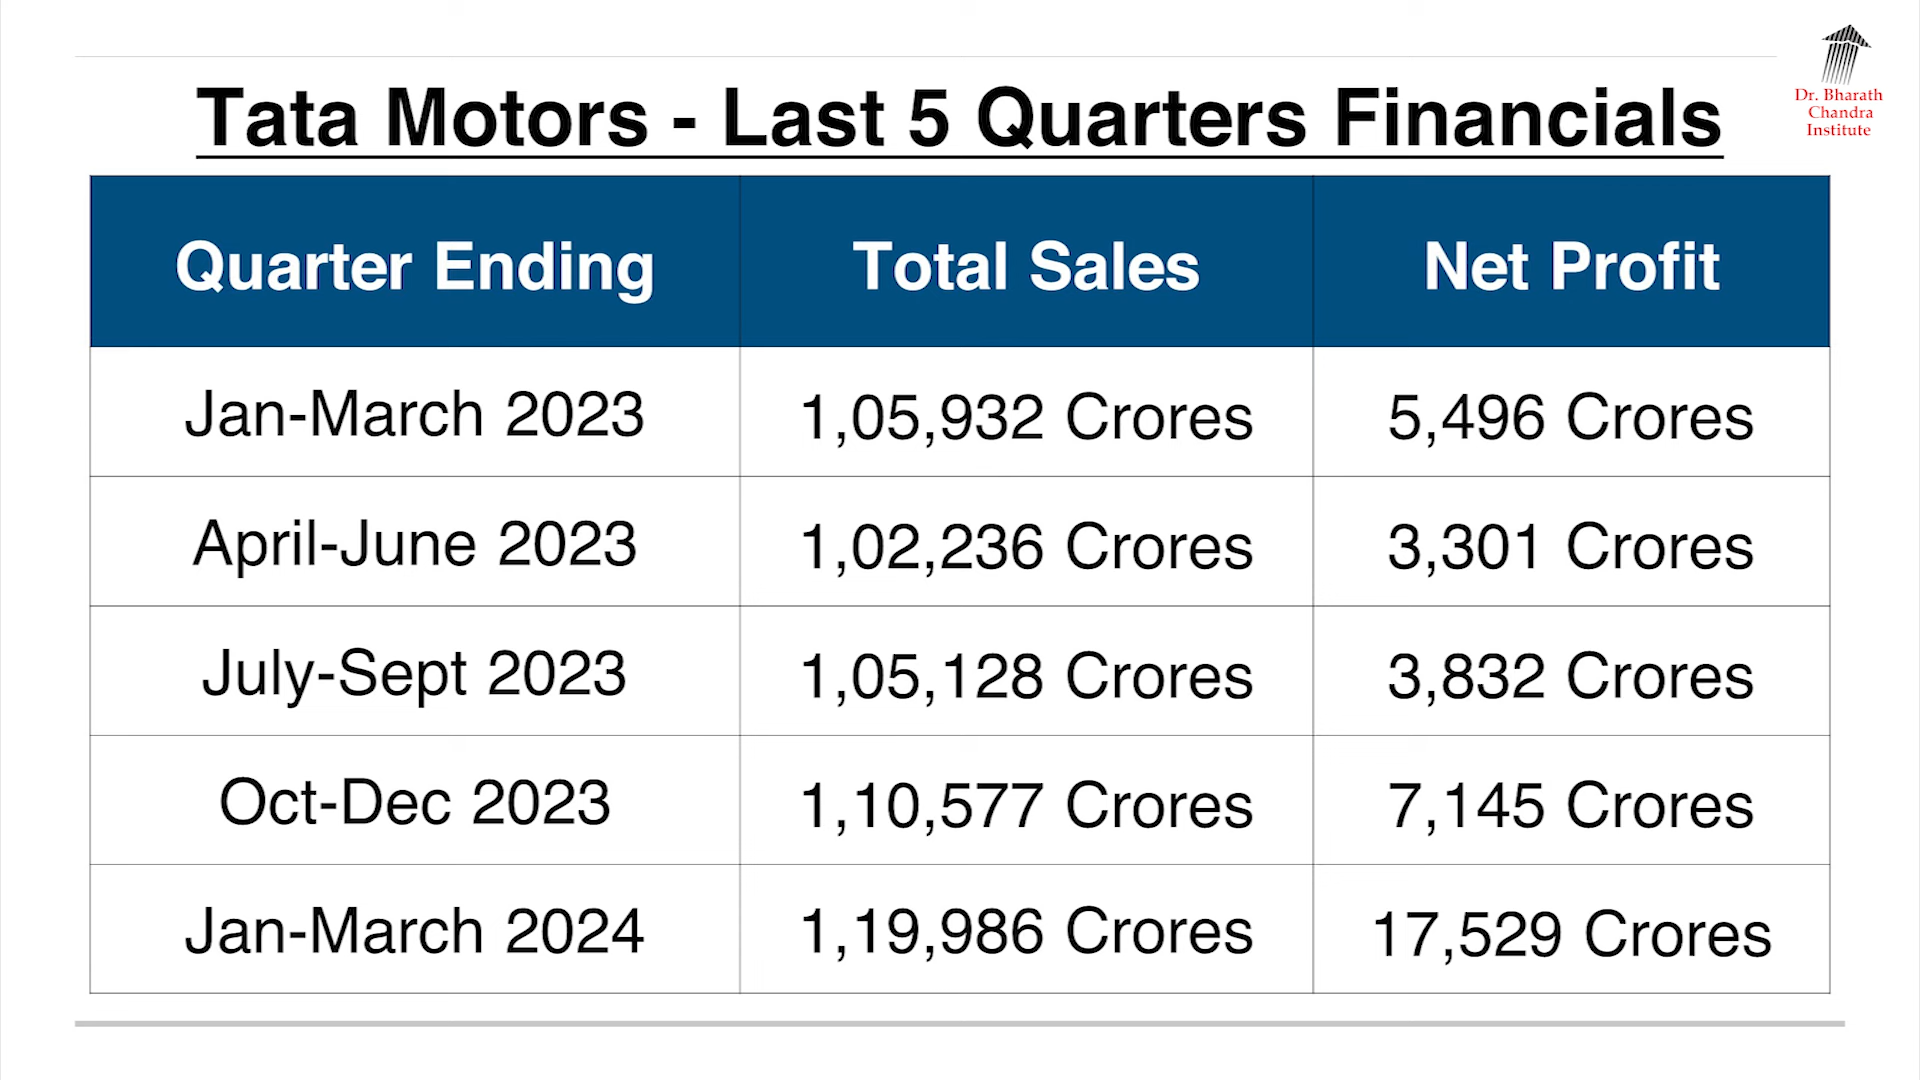 Tata Motors - Last 5 Quarters Financials
Dr. Bharath
Chandra
Institute
Quarter Ending Total Sales Net Profit
Jan-March 2023 1,05,932 Crores 5,496 Crores
April-June 2023 1,02,236 Crores 3,301 Crores
July-Sept 2023 1,05,128 Crores 3,832 Crores
Oct-Dec 2023 1,10,577 Crores 7,145 Crores
Jan-March 2024 1,19,986 Crores 17,529 Crores